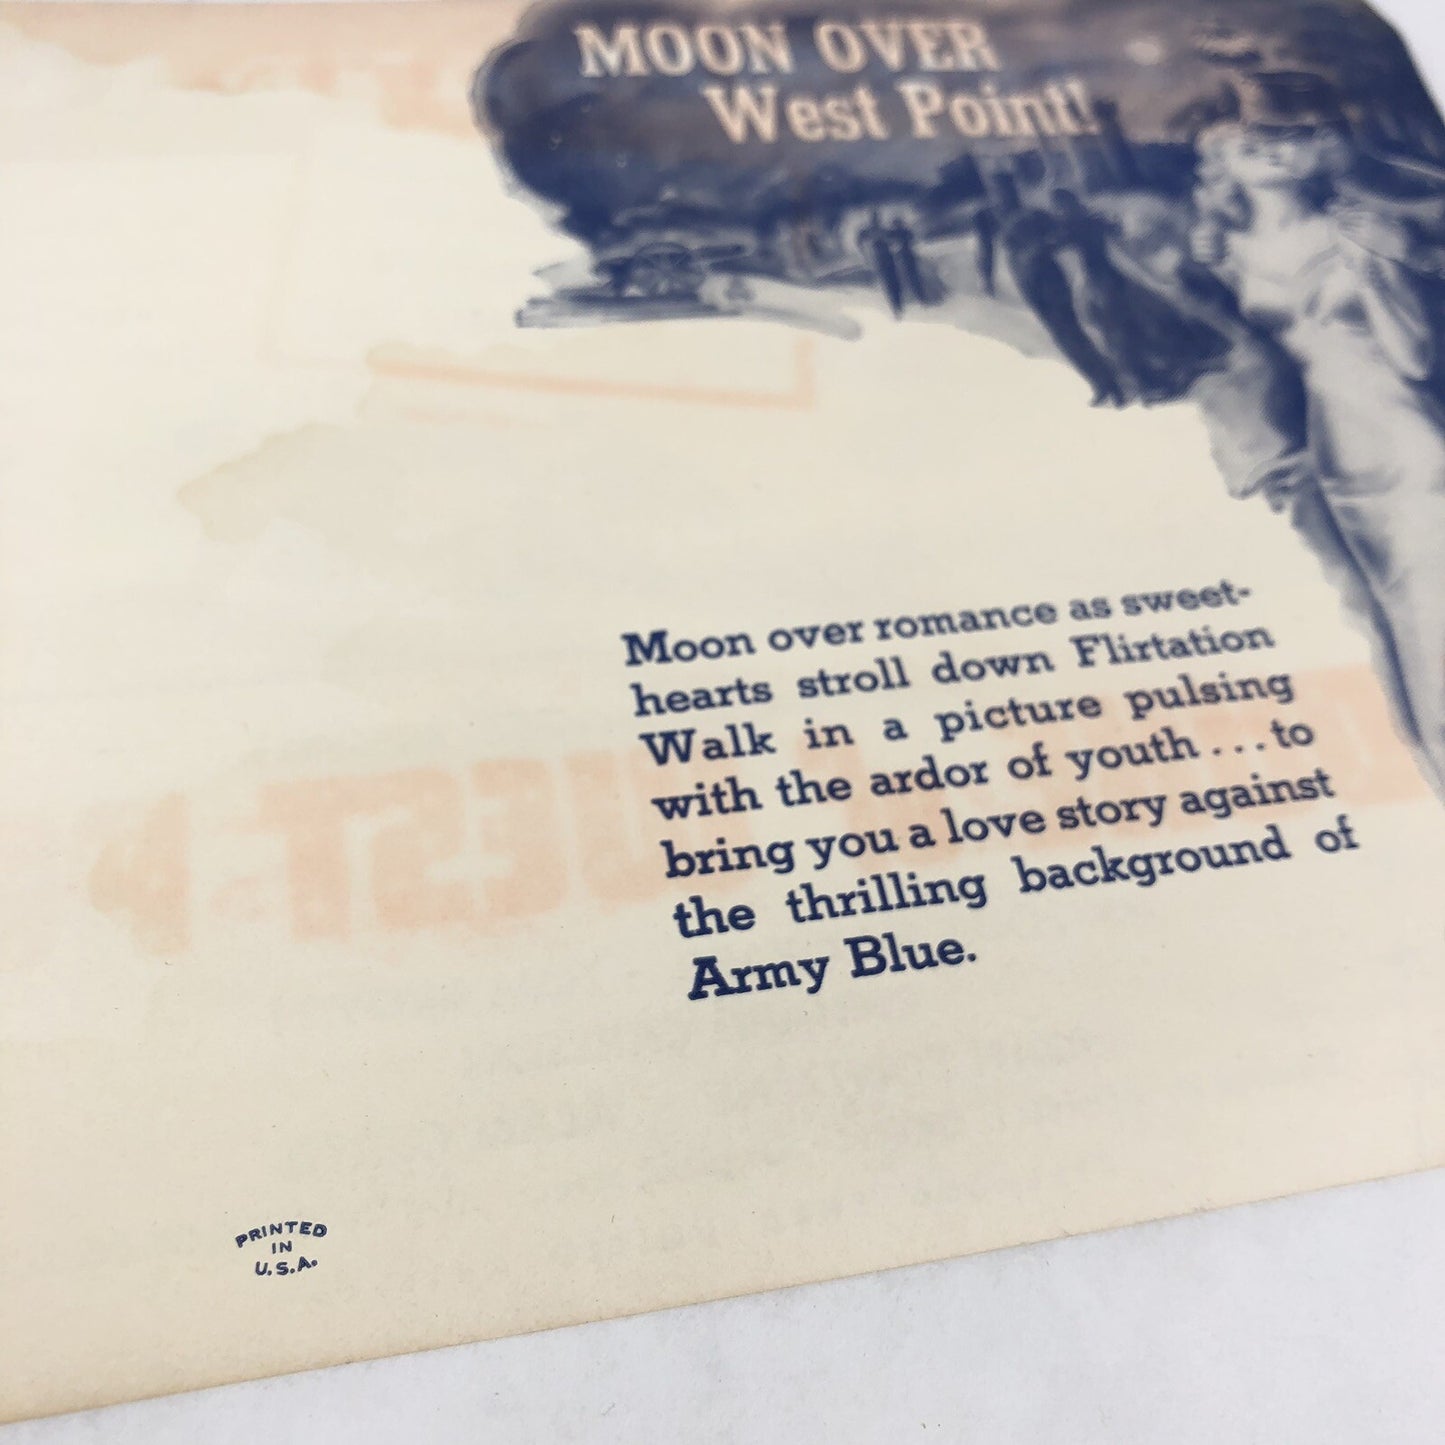 MOON OVER
West Point!
Moon over romance as sweet-
hearts stroll down Flirtation
Walk in a picture pulsing
with the ardor of youth ... to
bring you a love story against
the thrilling background of
Army Blue.
PRINTED
IN
U.S.A.